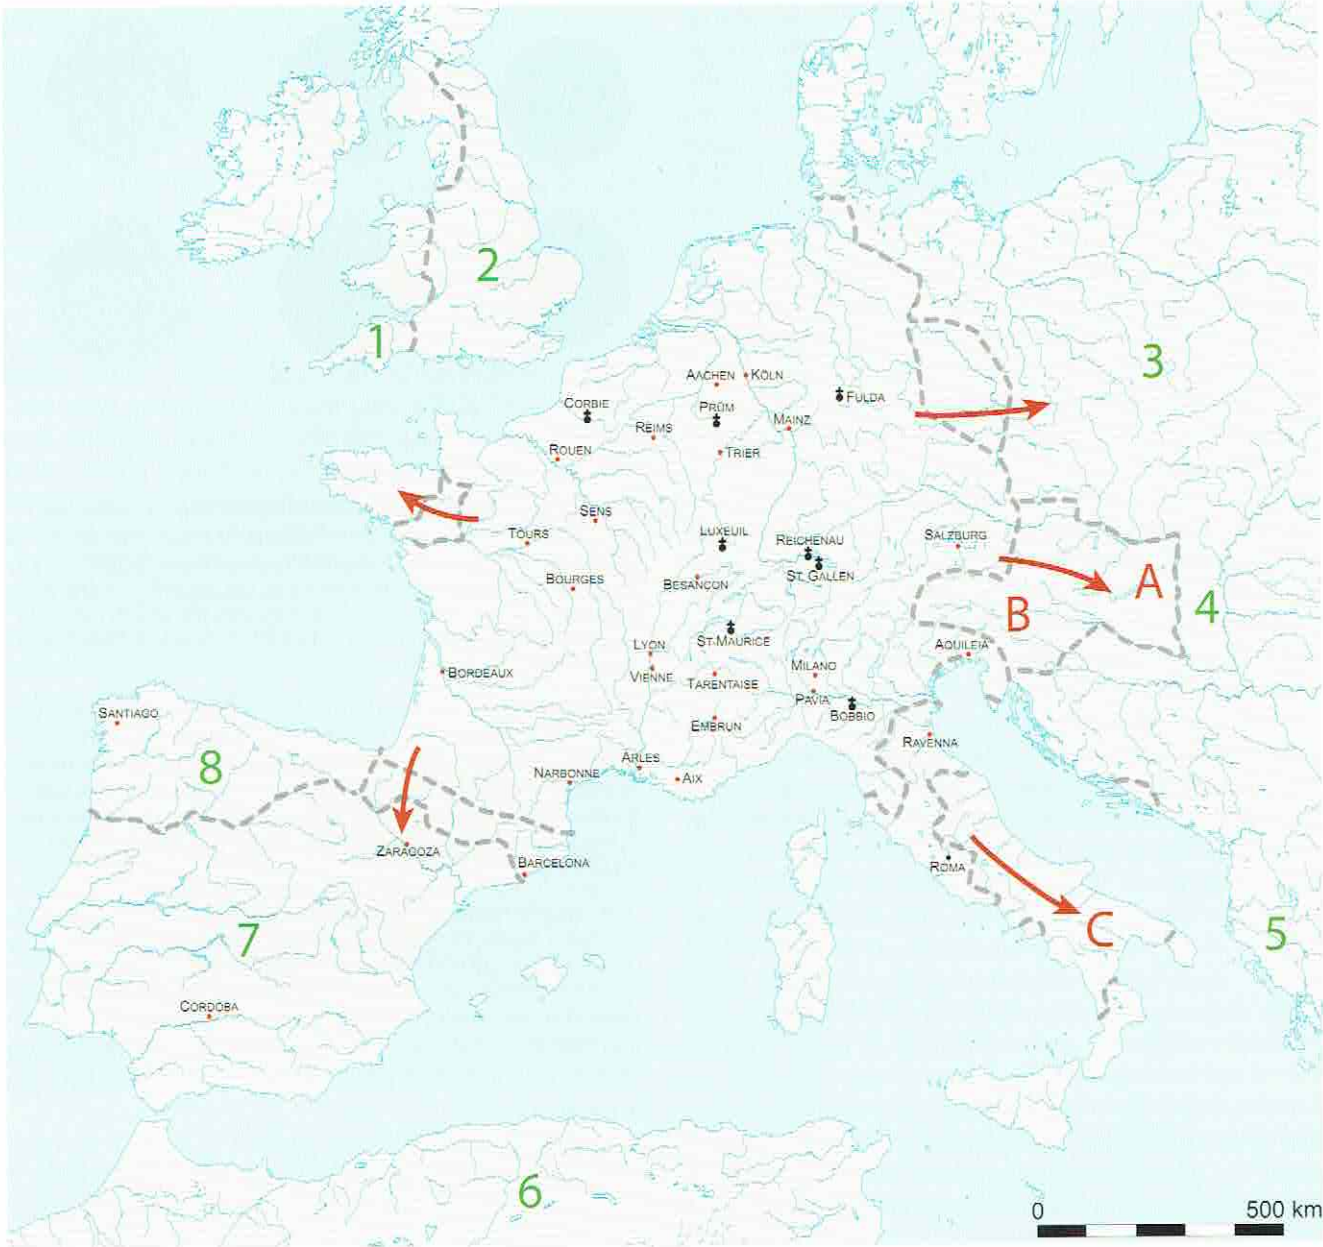 2
1
3
AACHEN
KÖLN
CORBIE
PRÜM
FULDA
REIMS
MAINZ
ROUEN
TRIER
SENS
TOURS
LUXEUIL
REICHENAU
SALZBURG
ST. GALLEN
BOURGES
BESANÇON
A
B
4
ST-MAURICE
LYON
AQUILEIA
BORDEAUX
VIENNE
TARENTAISE
MILANO
PAVIA
BOBBIO
SANTIAGO
EMBRUN
RAVENNA
8
ARLES
NARBONNE
AIX
ZARAGOZA
BARCELONA
ROMA
7
C
5
CORDOBA
6
0
500 km